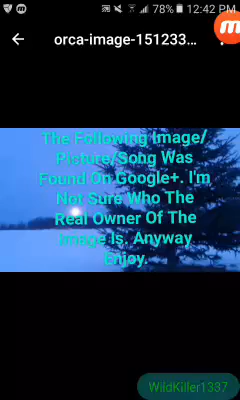 78% 12:42 PM
orca-image-151233...
The Following Image/
Picture/Song Was
Found On Google+. I'm
Not Sure Who The
Real Owner Of The
Image Is. Anyway
Enjoy.
WildKiller1337